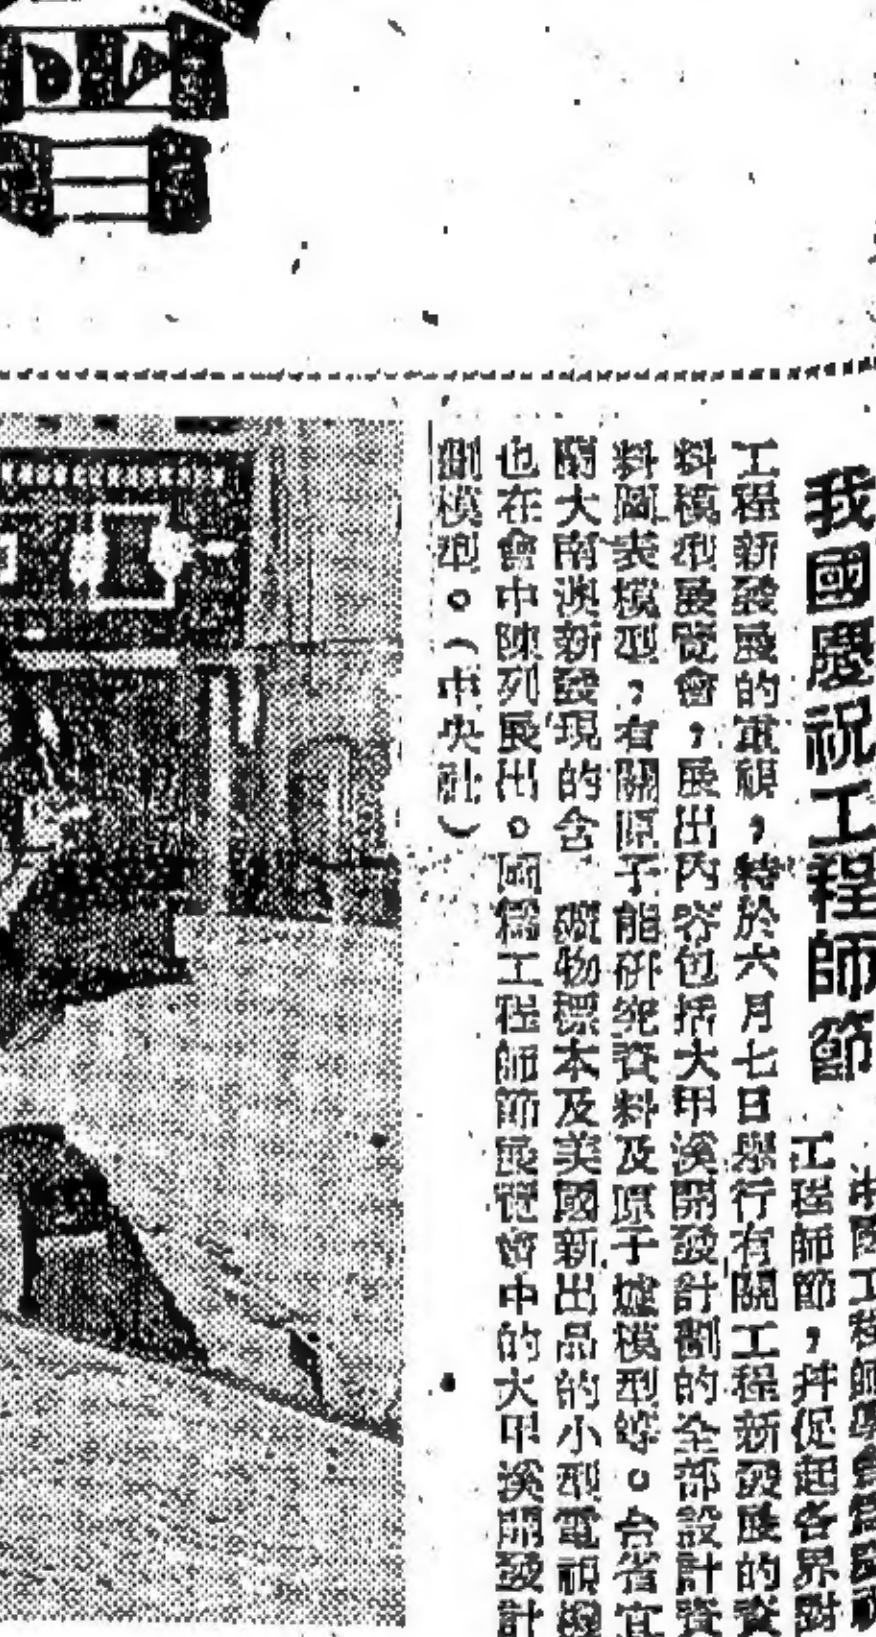 我國慶祝工程師節
中國工程師學會為慶祝
工程師節，幷促起各界對
工程新發展的重視，特於六月七日舉行有關工程新發展的資
料模型展覽會，展出內容包括大甲溪開發計劃的全部設計資
料圖表模型，有關原子能研究資料及原子爐模型等。台省宜
蘭大南澳新發現的含　礦物標本及美國新出品的小型電視機
也在會中陳列展出。圖為工程師節展覽會中的大甲溪開發計
劃模型。（中央社）